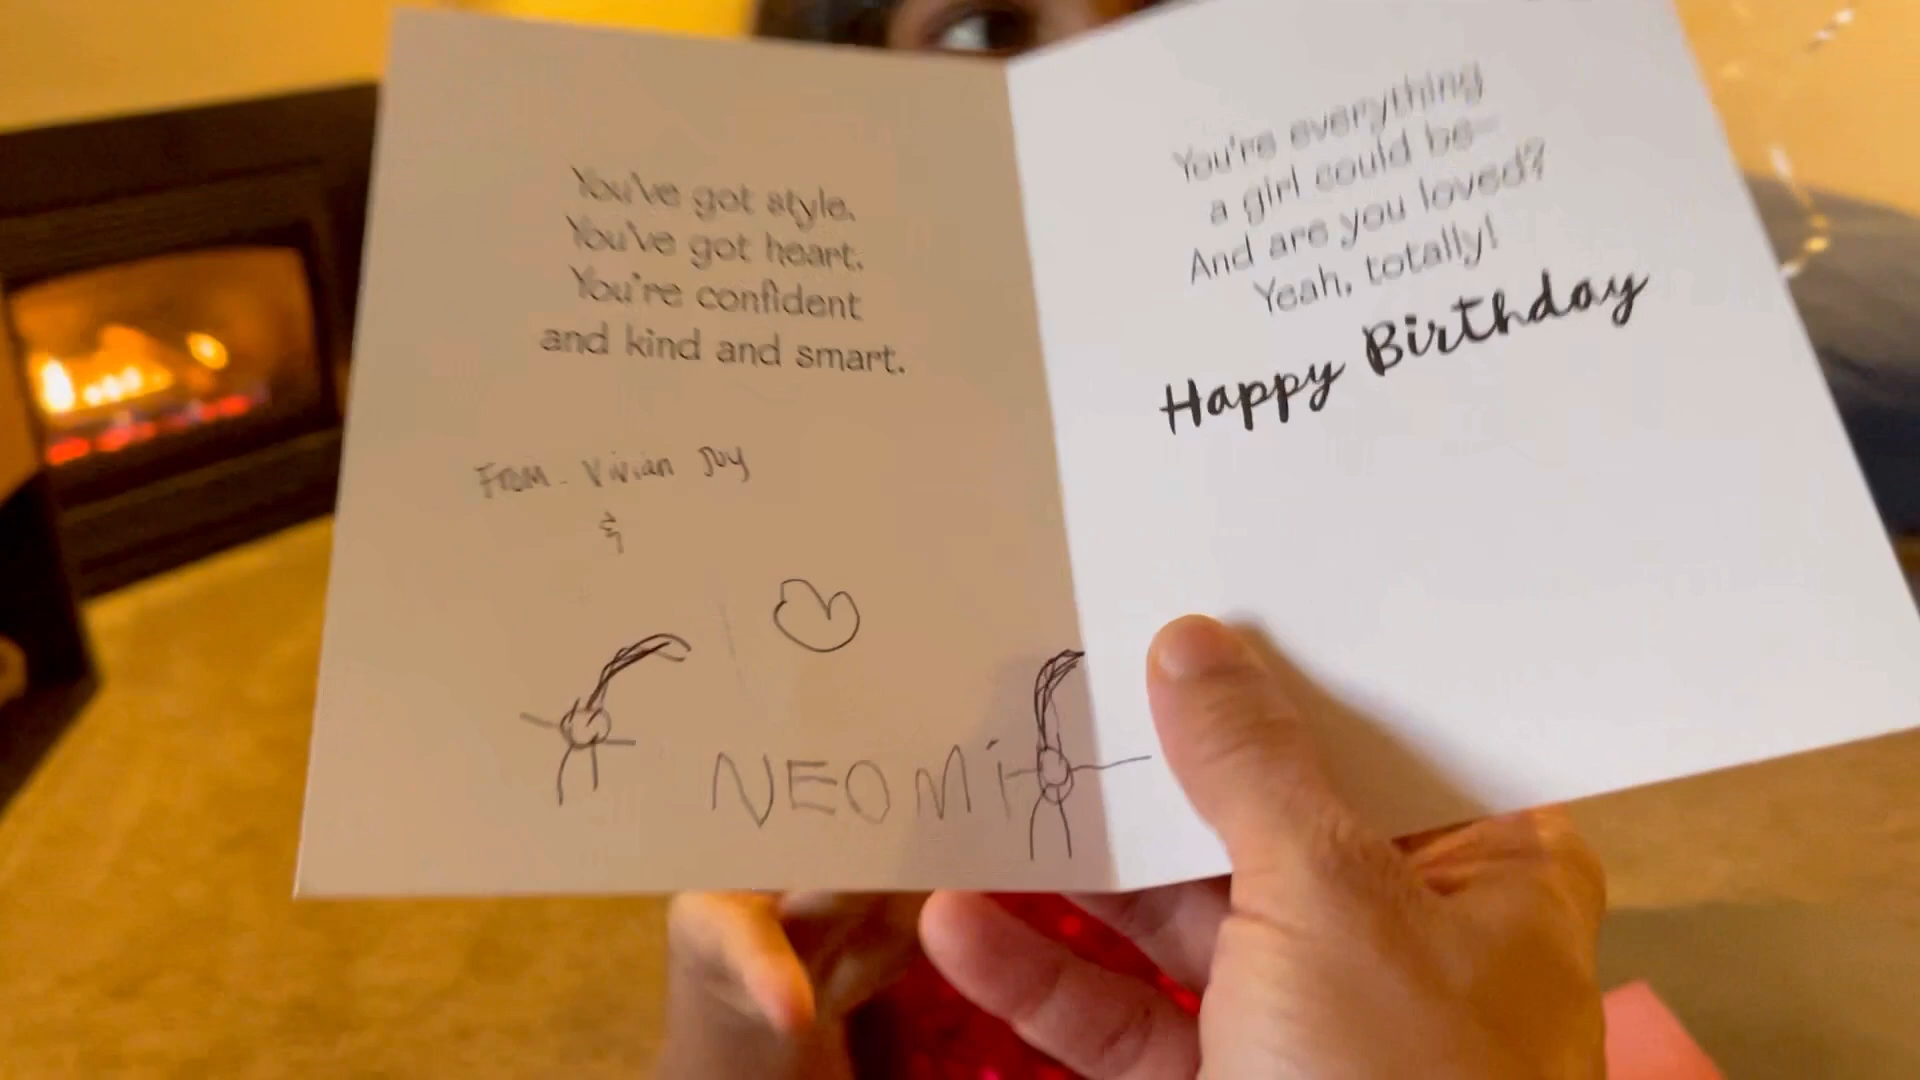 You've got style.
You've got heart.
You're confident
and kind and smart.
From - Vivian Joy
&
NEOMi
You're everything
a girl could be—
And are you loved?
Yeah, totally!
Happy Birthday